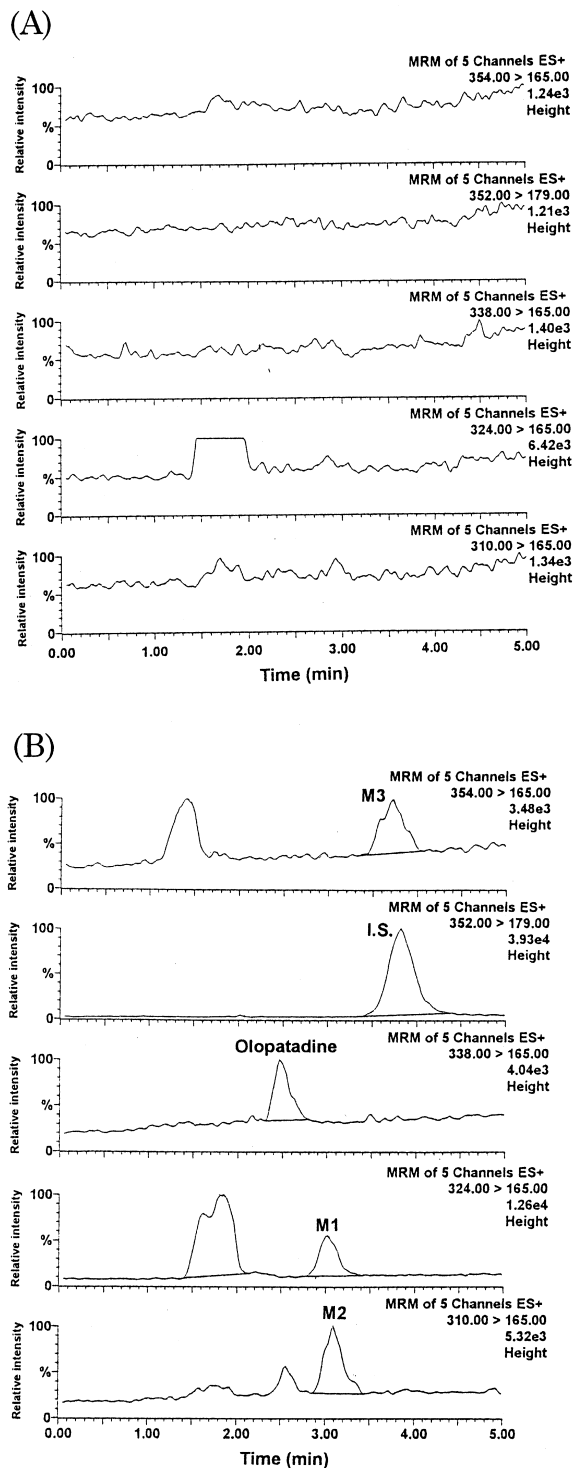 (A)
MRM of 5 Channels ES+
354.00 > 165.00
1.24e3
Height
Relative intensity
100
%
0
MRM of 5 Channels ES+
352.00 > 179.00
1.21e3
Height
Relative intensity
100
%
0
MRM of 5 Channels ES+
338.00 > 165.00
1.40e3
Height
Relative intensity
100
%
0
MRM of 5 Channels ES+
324.00 > 165.00
6.42e3
Height
Relative intensity
100
%
0
MRM of 5 Channels ES+
310.00 > 165.00
1.34e3
Height
Relative intensity
100
%
0
0.00 1.00 2.00 3.00 4.00 5.00
Time (min)
(B)
MRM of 5 Channels ES+
354.00 > 165.00
3.48e3
Height
M3
Relative intensity
100
%
0
MRM of 5 Channels ES+
352.00 > 179.00
3.93e4
Height
I.S.
Relative intensity
100
%
0
MRM of 5 Channels ES+
338.00 > 165.00
4.04e3
Height
Olopatadine
Relative intensity
100
%
0
MRM of 5 Channels ES+
324.00 > 165.00
1.26e4
Height
M1
Relative intensity
100
%
0
MRM of 5 Channels ES+
310.00 > 165.00
5.32e3
Height
M2
Relative intensity
100
%
0
0.00 1.00 2.00 3.00 4.00 5.00
Time (min)